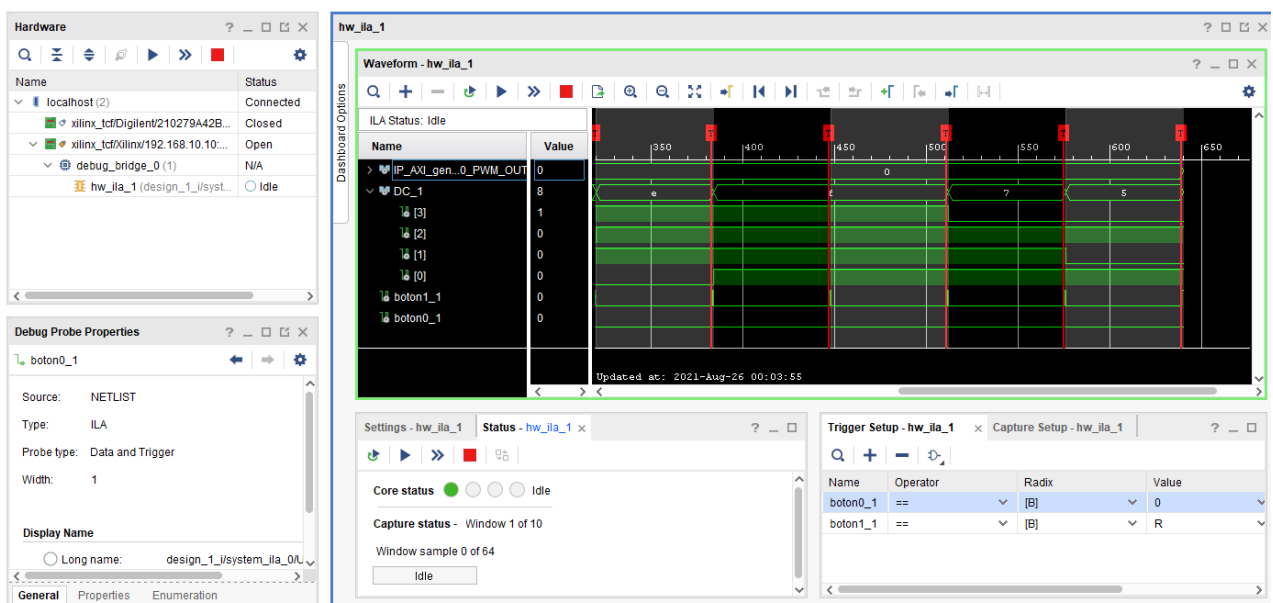 Hardware
Name Status
localhost (2) Connected
xilinx_tcf/Digilent/210279A42B... Closed
xilinx_tcf/Xilinx/192.168.10.10:... Open
debug_bridge_0 (1) N/A
hw_ila_1 (design_1_i/syst... Idle
Debug Probe Properties
boton0_1
Source: NETLIST
Type: ILA
Probe type: Data and Trigger
Width: 1
Display Name
Long name: design_1_i/system_ila_0/U
General Properties Enumeration
hw_ila_1
Dashboard Options
Waveform - hw_ila_1
ILA Status: Idle
Name Value
350 400 450 500 550 600 650
IP_AXI_gen...0_PWM_OUT 0 0
DC_1 8 e f 7 5
[3] 1
[2] 0
[1] 0
[0] 0
boton1_1 0
boton0_1 0
Updated at: 2021-Aug-26 00:03:55
Settings - hw_ila_1 Status - hw_ila_1
Core status Idle
Capture status - Window 1 of 10
Window sample 0 of 64
Idle
Trigger Setup - hw_ila_1 Capture Setup - hw_ila_1
Name Operator Radix Value
boton0_1 == [B] 0
boton1_1 == [B] R